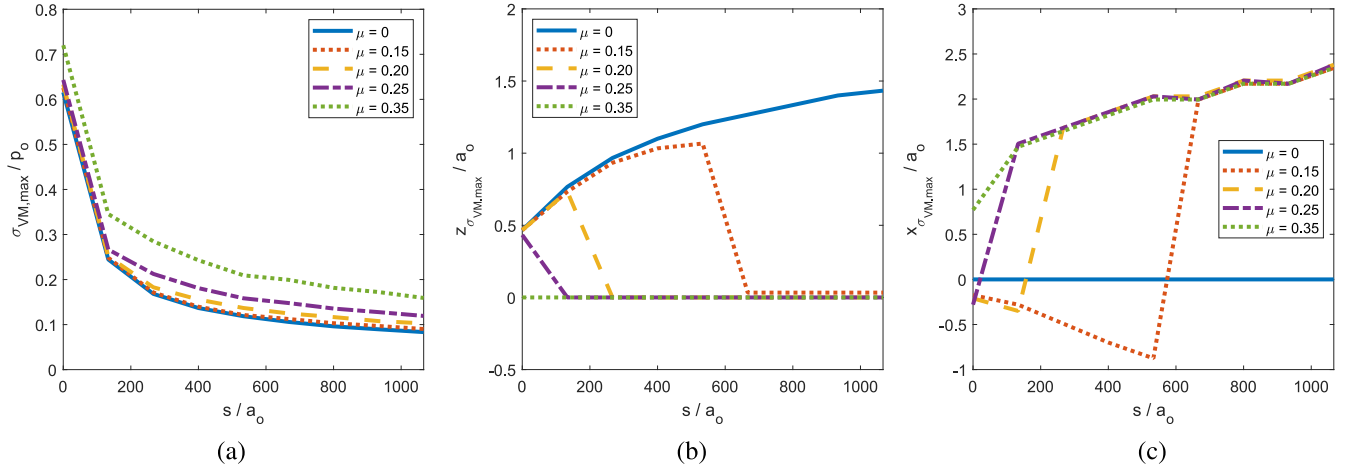 0.8
0.7
0.6
0.5
0.4
0.3
0.2
0.1
0
σVM,max / po
0 200 400 600 800 1000
s / ao
μ = 0
μ = 0.15
μ = 0.20
μ = 0.25
μ = 0.35
(a)
2
1.5
1
0.5
0
-0.5
zσVM,max / ao
0 200 400 600 800 1000
s / ao
μ = 0
μ = 0.15
μ = 0.20
μ = 0.25
μ = 0.35
(b)
3
2.5
2
1.5
1
0.5
0
-0.5
-1
xσVM,max / ao
0 200 400 600 800 1000
s / ao
μ = 0
μ = 0.15
μ = 0.20
μ = 0.25
μ = 0.35
(c)